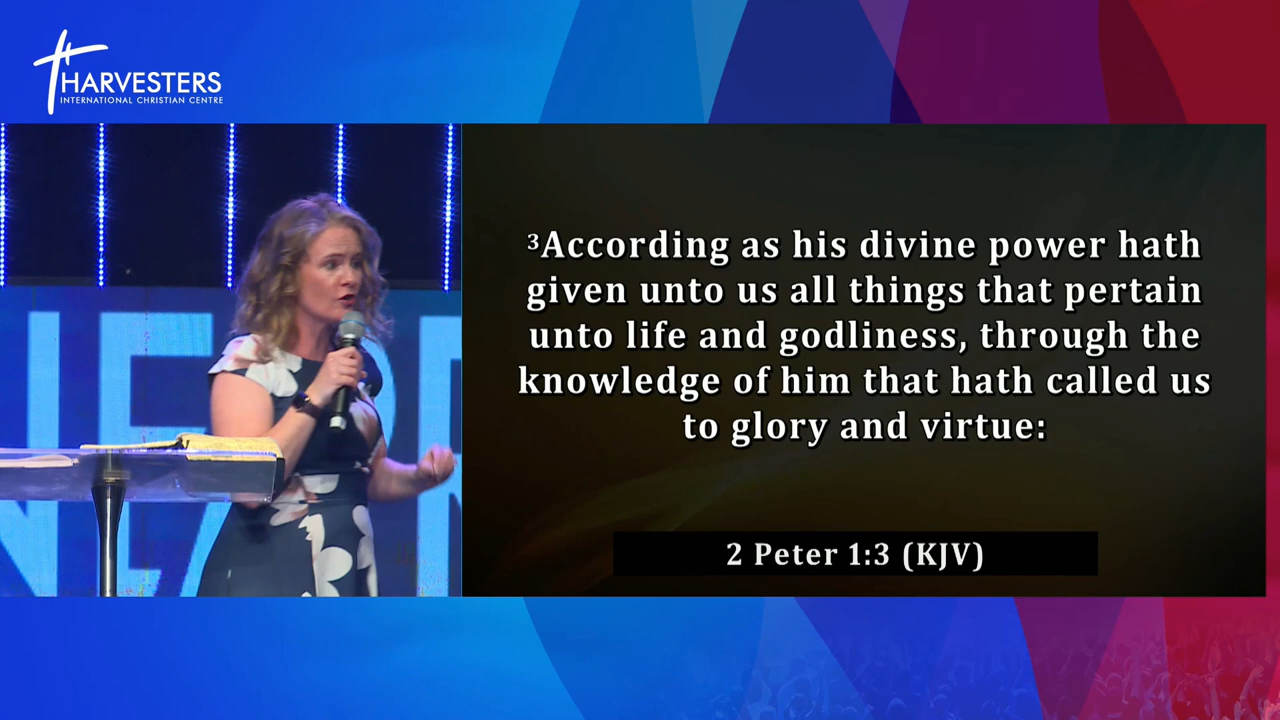 HARVESTERS
INTERNATIONAL CHRISTIAN CENTRE
³According as his divine power hath
given unto us all things that pertain
unto life and godliness, through the
knowledge of him that hath called us
to glory and virtue:
2 Peter 1:3 (KJV)